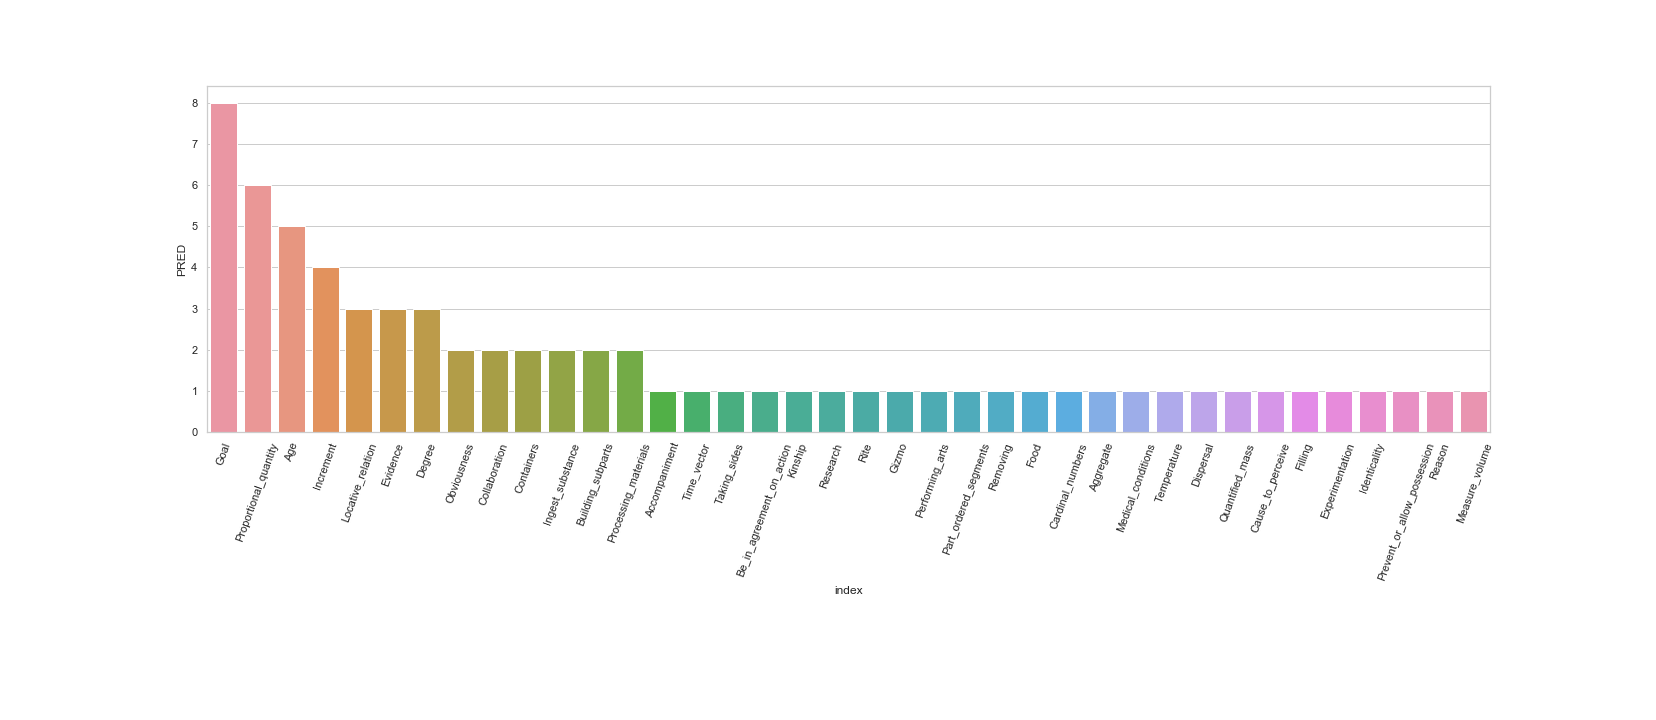 8
7
6
5
4
3
2
1
0
PRED
Goal
Proportional_quantity
Age
Increment
Locative_relation
Evidence
Degree
Obviousness
Collaboration
Containers
Ingest_substance
Building_subparts
Processing_materials
Accompaniment
Time_vector
Taking_sides
Be_in_agreement_on_action
Kinship
Research
Rite
Gizmo
Performing_arts
Part_ordered_segments
Removing
Food
Cardinal_numbers
Aggregate
Medical_conditions
Temperature
Dispersal
Quantified_mass
Cause_to_perceive
Filling
Experimentation
Identicality
Prevent_or_allow_possession
Reason
Measure_volume
index